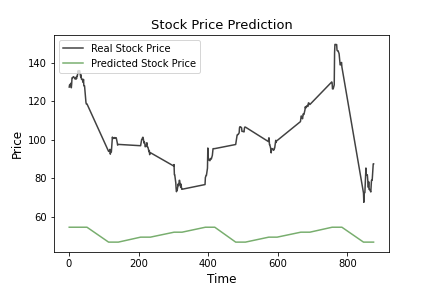 Stock Price Prediction
Real Stock Price
Predicted Stock Price
140
120
100
80
60
Price
0 200 400 600 800
Time